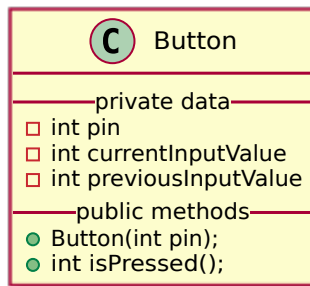 C Button
private data
int pin
int currentInputValue
int previousInputValue
public methods
Button(int pin);
int isPressed();